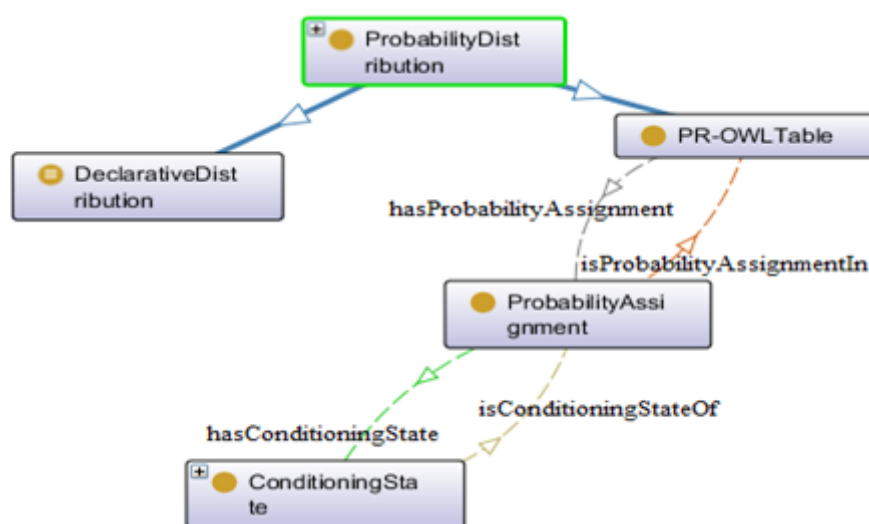 ProbabilityDist
ribution
PR-OWLTable
DeclarativeDist
ribution
hasProbabilityAssignment
isProbabilityAssignmentIn
ProbabilityAssi
gnment
isConditioningStateOf
hasConditioningState
ConditioningSta
te